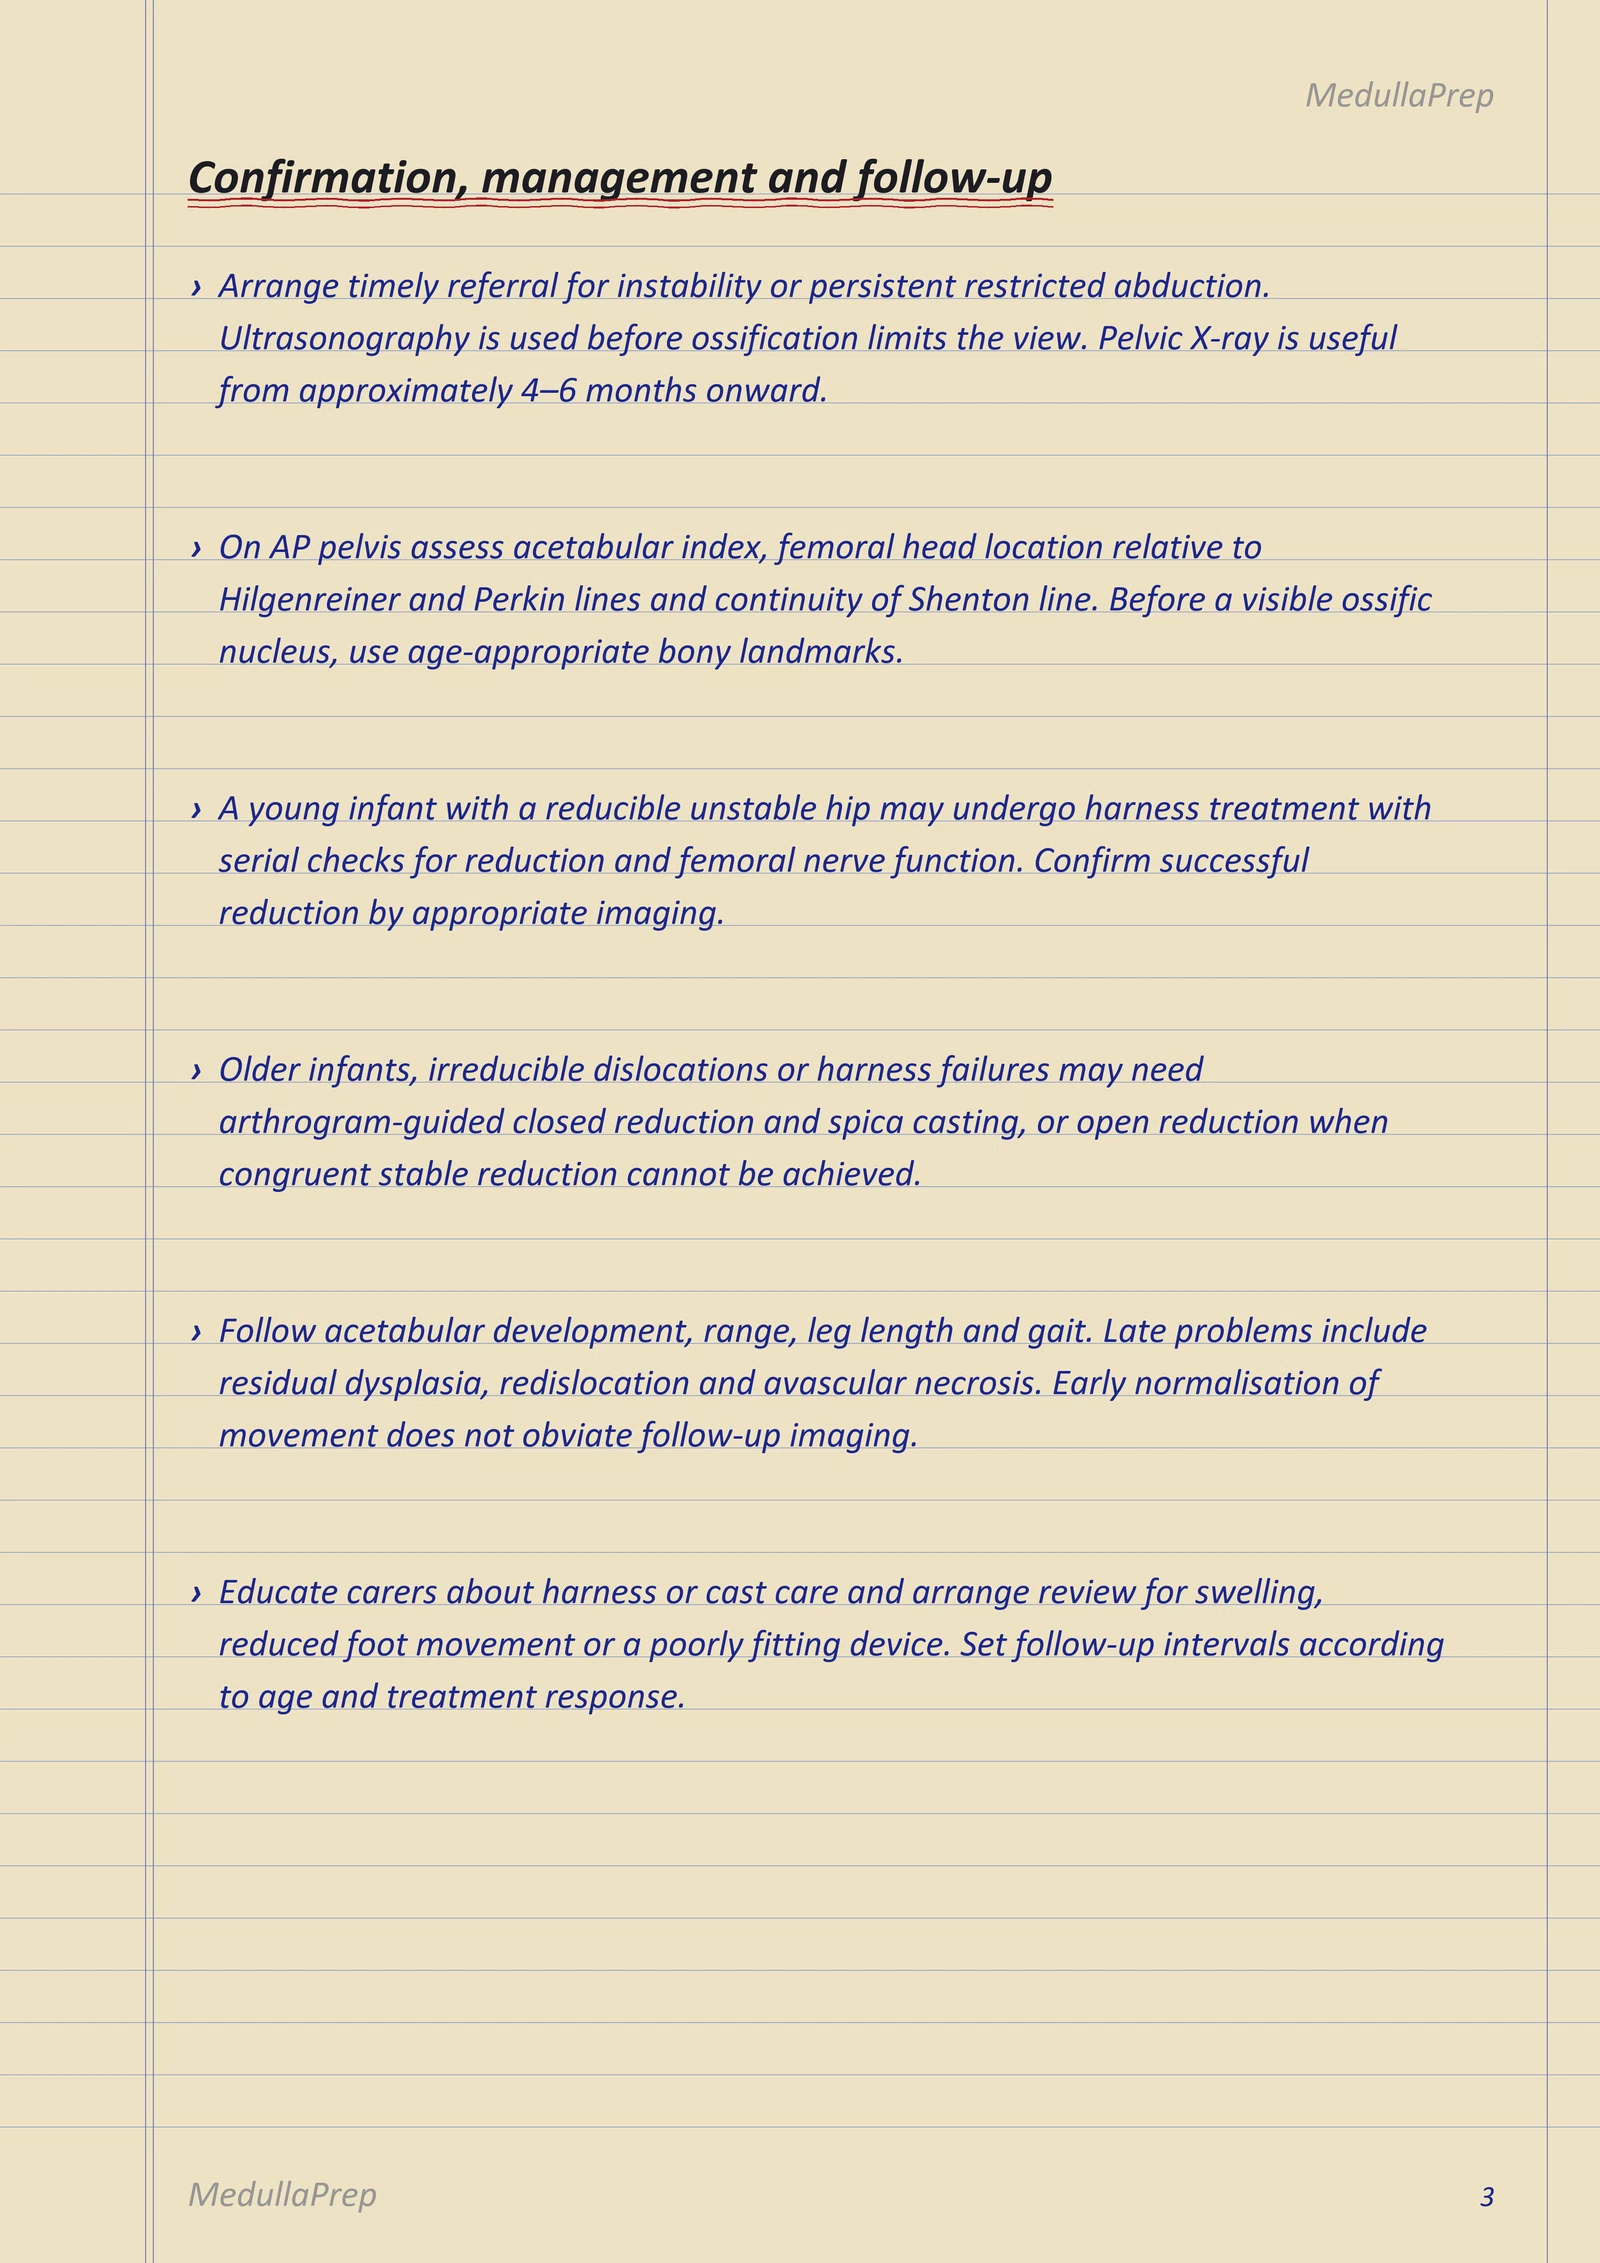 MedullaPrep
Confirmation, management and follow-up
› Arrange timely referral for instability or persistent restricted abduction.
Ultrasonography is used before ossification limits the view. Pelvic X-ray is useful
from approximately 4–6 months onward.
› On AP pelvis assess acetabular index, femoral head location relative to
Hilgenreiner and Perkin lines and continuity of Shenton line. Before a visible ossific
nucleus, use age-appropriate bony landmarks.
› A young infant with a reducible unstable hip may undergo harness treatment with
serial checks for reduction and femoral nerve function. Confirm successful
reduction by appropriate imaging.
› Older infants, irreducible dislocations or harness failures may need
arthrogram-guided closed reduction and spica casting, or open reduction when
congruent stable reduction cannot be achieved.
› Follow acetabular development, range, leg length and gait. Late problems include
residual dysplasia, redislocation and avascular necrosis. Early normalisation of
movement does not obviate follow-up imaging.
› Educate carers about harness or cast care and arrange review for swelling,
reduced foot movement or a poorly fitting device. Set follow-up intervals according
to age and treatment response.
MedullaPrep
3